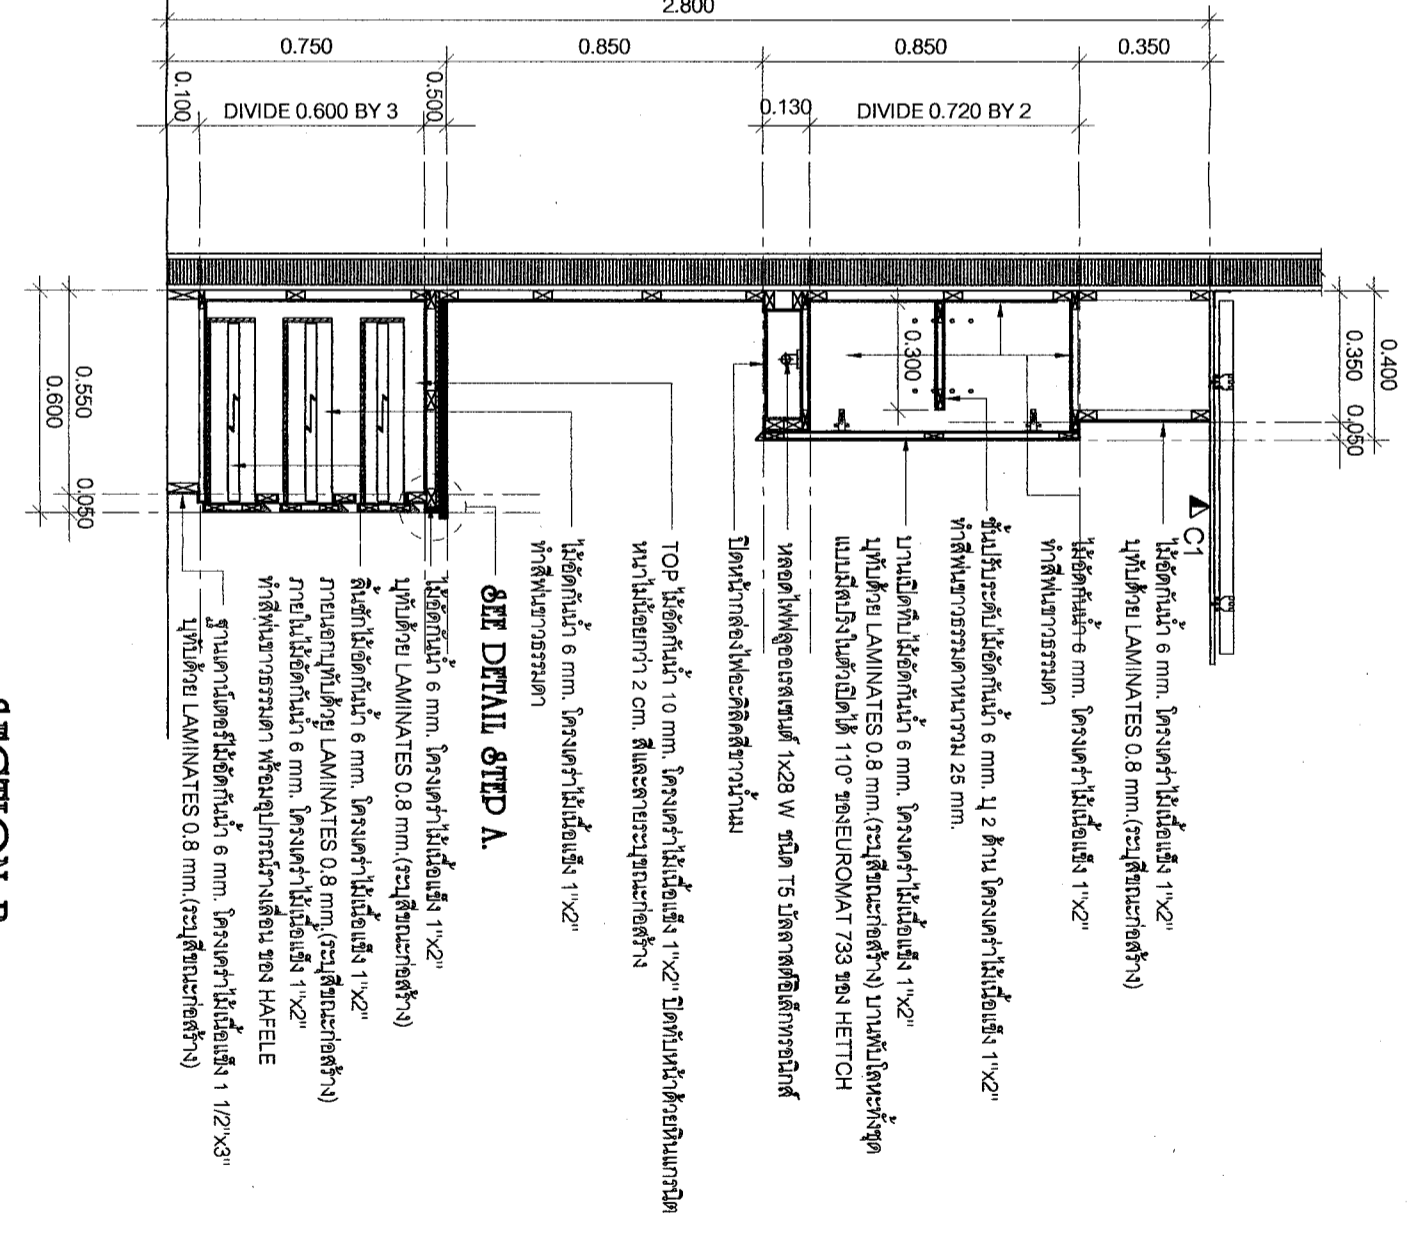 2.800
0.750
0.850
0.850
0.350
0.100
DIVIDE 0.600 BY 3
0.500
0.130
DIVIDE 0.720 BY 2
0.400
0.350
0.050
0.300
0.550
0.600
0.050
C1
ไม้อัดกันน้ำ 6 mm. โครงเคร่าไม้เนื้อแข็ง 1"x2"
บุทับด้วย LAMINATES 0.8 mm.(ระบุสีขณะก่อสร้าง)
ไม้อัดกันน้ำ 6 mm. โครงเคร่าไม้เนื้อแข็ง 1"x2"
ทำสีพ่นขาวธรรมดา
ชั้นปรับระดับไม้อัดกันน้ำ 6 mm. บุ 2 ด้าน โครงเคร่าไม้เนื้อแข็ง 1"x2"
ทำสีพ่นขาวธรรมดาหนารวม 25 mm.
บานเปิดทึบไม้อัดกันน้ำ 6 mm. โครงเคร่าไม้เนื้อแข็ง 1"x2"
บุทับด้วย LAMINATES 0.8 mm.(ระบุสีขณะก่อสร้าง) บานพับโลหะทั้งชุด
แบบมีสปริงในตัวเปิดได้ 110° ของEUROMAT 733 ของ HETTCH
หลอดไฟฟลูออเรสเซนต์ 1x28 W ชนิด T5 บัลลาสต์อิเล็กทรอนิกส์
ปิดหน้ากล่องไฟอะคิลิคสีขาวน้ำนม
TOP ไม้อัดกันน้ำ 10 mm. โครงเคร่าไม้เนื้อแข็ง 1"x2" ปิดทับหน้าด้วยหินแกรนิต
หนาไม่น้อยกว่า 2 cm. สีและลายระบุขณะก่อสร้าง
ไม้อัดกันน้ำ 6 mm. โครงเคร่าไม้เนื้อแข็ง 1"x2"
ทำสีพ่นขาวธรรมดา
SEE DETAIL STEP A.
ไม้อัดกันน้ำ 6 mm. โครงเคร่าไม้เนื้อแข็ง 1"x2"
บุทับด้วย LAMINATES 0.8 mm.(ระบุสีขณะก่อสร้าง)
ลิ้นชักไม้อัดกันน้ำ 6 mm. โครงเคร่าไม้เนื้อแข็ง 1"x2"
ภายนอกบุทับด้วย LAMINATES 0.8 mm.(ระบุสีขณะก่อสร้าง)
ภายในไม้อัดกันน้ำ 6 mm. โครงเคร่าไม้เนื้อแข็ง 1"x2"
ทำสีพ่นขาวธรรมดา พร้อมอุปกรณ์รางเลื่อน ของ HAFELE
ฐานเคาน์เตอร์ไม้อัดกันน้ำ 6 mm. โครงเคร่าไม้เนื้อแข็ง 1 1/2"x3"
บุทับด้วย LAMINATES 0.8 mm.(ระบุสีขณะก่อสร้าง)